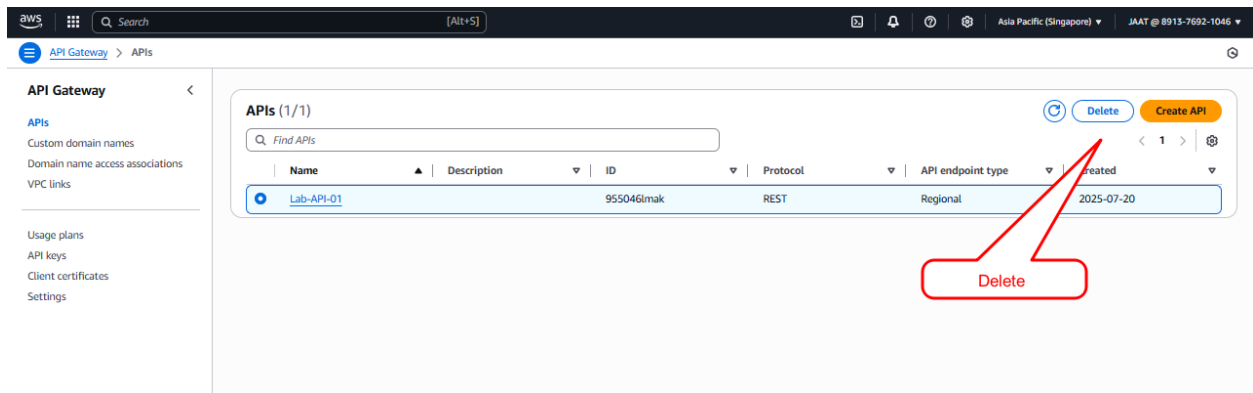 aws Search [Alt+S] Asia Pacific (Singapore) ▼ JAAT @ 8913-7692-1046 ▼
API Gateway > APIs
API Gateway
APIs
Custom domain names
Domain name access associations
VPC links
Usage plans
API keys
Client certificates
Settings
APIs (1/1) Delete Create API
Find APIs 1
Name Description ID Protocol API endpoint type Created
Lab-API-01 955046lmak REST Regional 2025-07-20
Delete